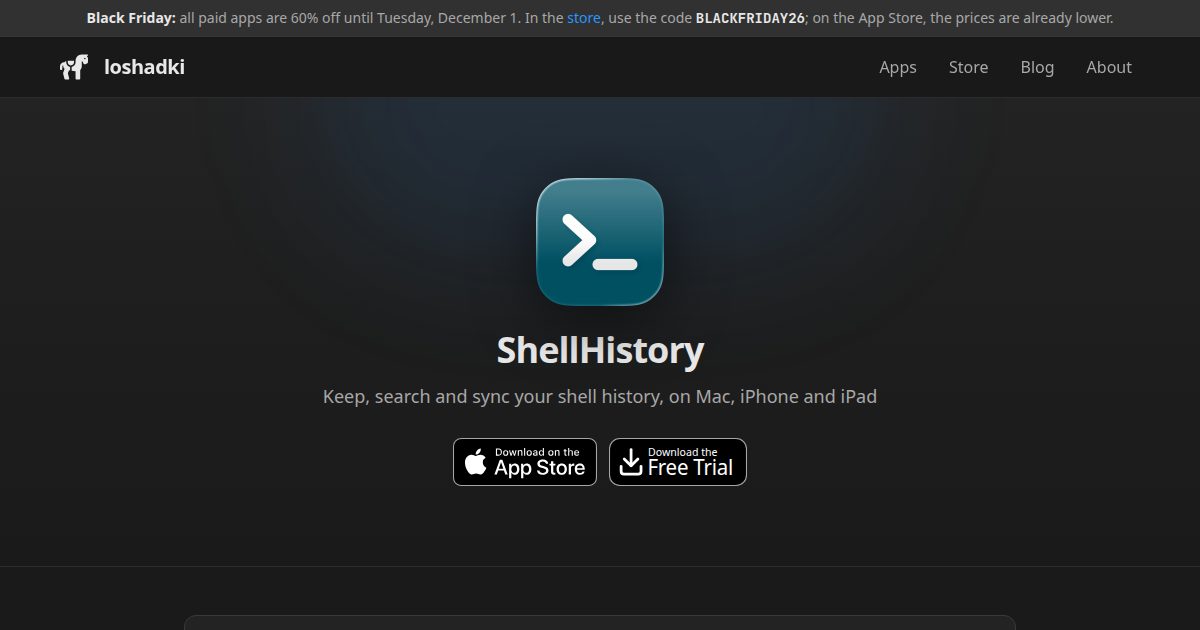 Black Friday: all paid apps are 60% off until Tuesday, December 1. In the store, use the code BLACKFRIDAY26; on the App Store, the prices are already lower.
loshadki
Apps
Store
Blog
About
ShellHistory
Keep, search and sync your shell history, on Mac, iPhone and iPad
Download on the
App Store
Download the
Free Trial